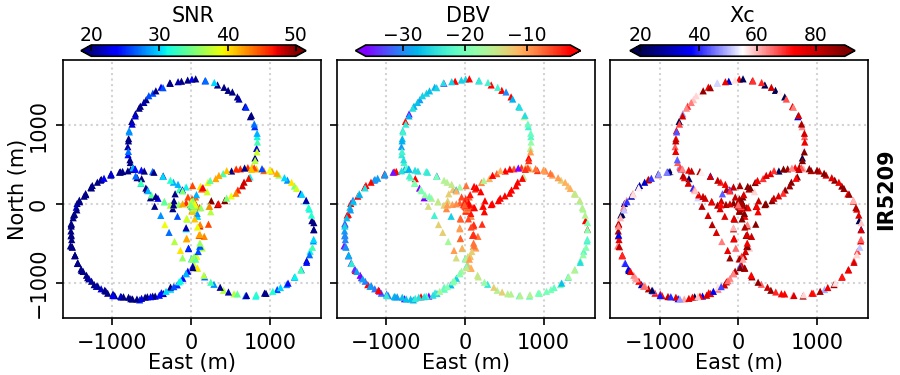 SNR DBV Xc
20 30 40 50 −30 −20 −10 20 40 60 80
North (m)
1000
0
−1000
IR5209
−1000 0 1000 −1000 0 1000 −1000 0 1000
East (m) East (m) East (m)